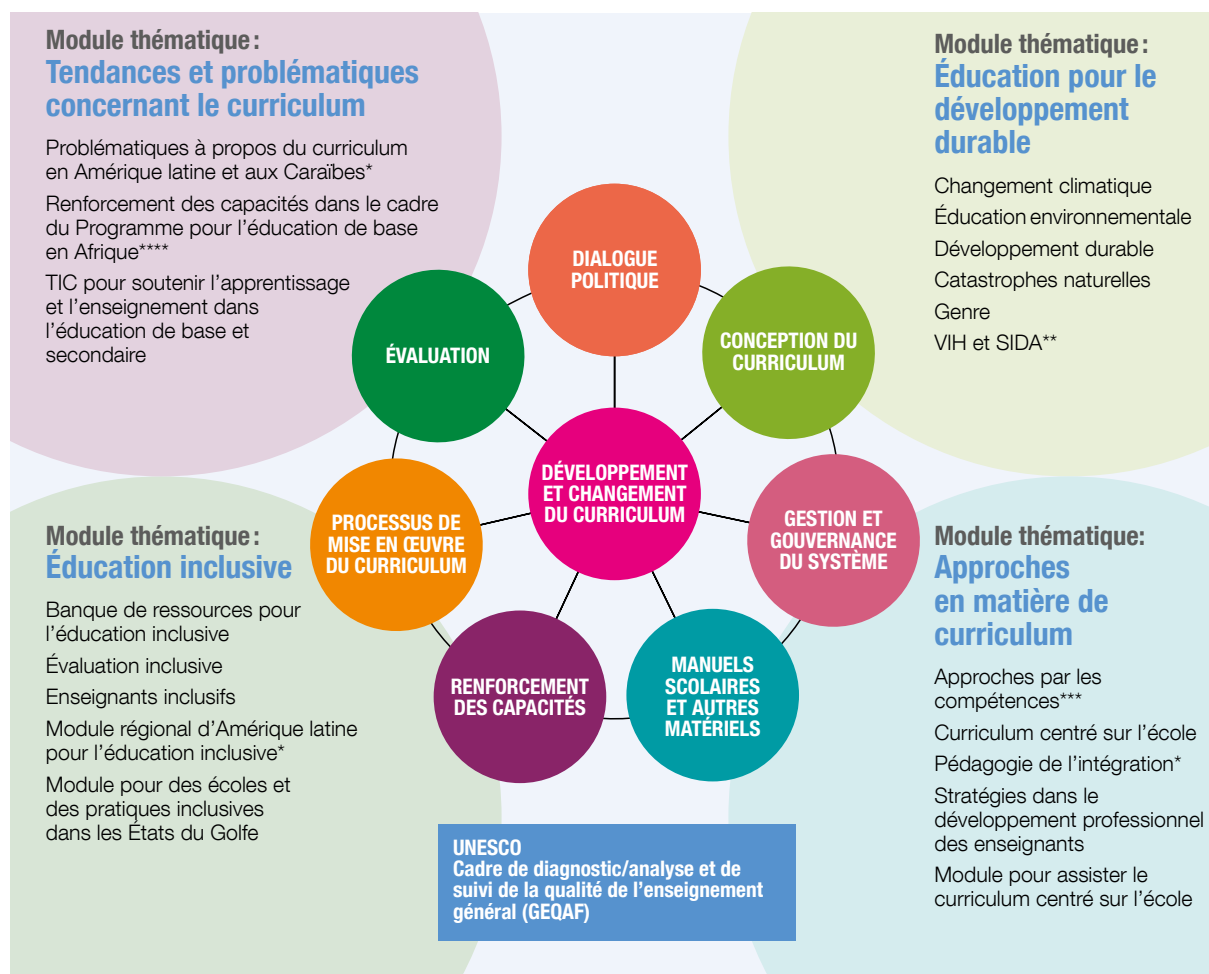 Module thématique :
Tendances et problématiques
concernant le curriculum
Problématiques à propos du curriculum
en Amérique latine et aux Caraïbes*
Renforcement des capacités dans le cadre
du Programme pour l’éducation de base
en Afrique****
TIC pour soutenir l’apprentissage
et l’enseignement dans
l’éducation de base et
secondaire
Module thématique :
Éducation pour le
développement
durable
Changement climatique
Éducation environnementale
Développement durable
Catastrophes naturelles
Genre
VIH et SIDA**
DIALOGUE
POLITIQUE
CONCEPTION DU
CURRICULUM
GESTION ET
GOUVERNANCE
DU SYSTÈME
MANUELS
SCOLAIRES
ET AUTRES
MATÉRIELS
RENFORCEMENT
DES CAPACITÉS
PROCESSUS DE
MISE EN ŒUVRE
DU CURRICULUM
ÉVALUATION
DÉVELOPPEMENT
ET CHANGEMENT
DU CURRICULUM
Module thématique :
Éducation inclusive
Banque de ressources pour
l’éducation inclusive
Évaluation inclusive
Enseignants inclusifs
Module régional d’Amérique latine
pour l’éducation inclusive*
Module pour des écoles et
des pratiques inclusives
dans les États du Golfe
Module thématique:
Approches
en matière de
curriculum
Approches par les
compétences***
Curriculum centré sur l’école
Pédagogie de l’intégration*
Stratégies dans le
développement professionnel
des enseignants
Module pour assister le
curriculum centré sur l’école
UNESCO
Cadre de diagnostic/analyse et de
suivi de la qualité de l’enseignement
général (GEQAF)